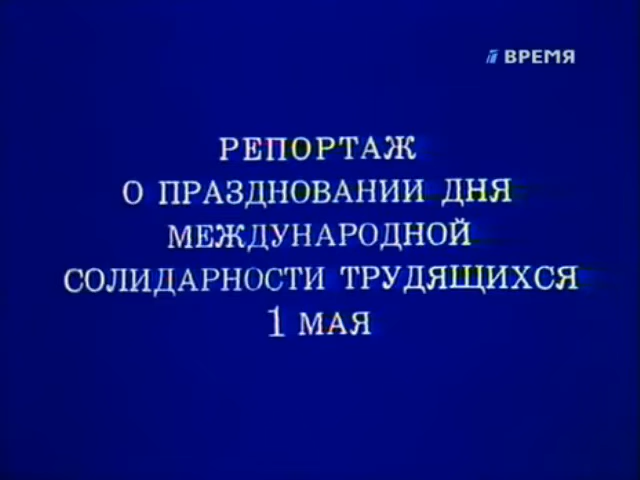 ВРЕМЯ
РЕПОРТАЖ
О ПРАЗДНОВАНИИ ДНЯ
МЕЖДУНАРОДНОЙ
СОЛИДАРНОСТИ ТРУДЯЩИХСЯ
1 МАЯ